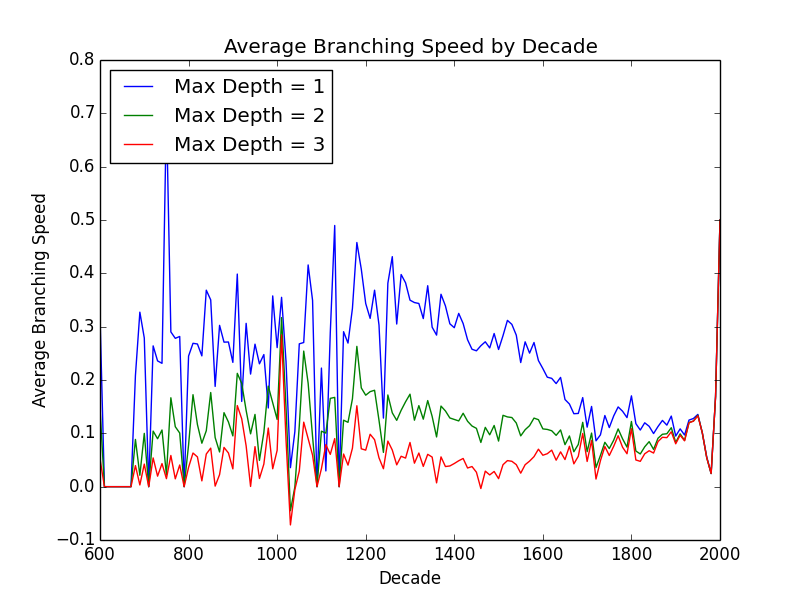 Average Branching Speed by Decade
Max Depth = 1
Max Depth = 2
Max Depth = 3
Average Branching Speed
0.8
0.7
0.6
0.5
0.4
0.3
0.2
0.1
0.0
−0.1
600 800 1000 1200 1400 1600 1800 2000
Decade